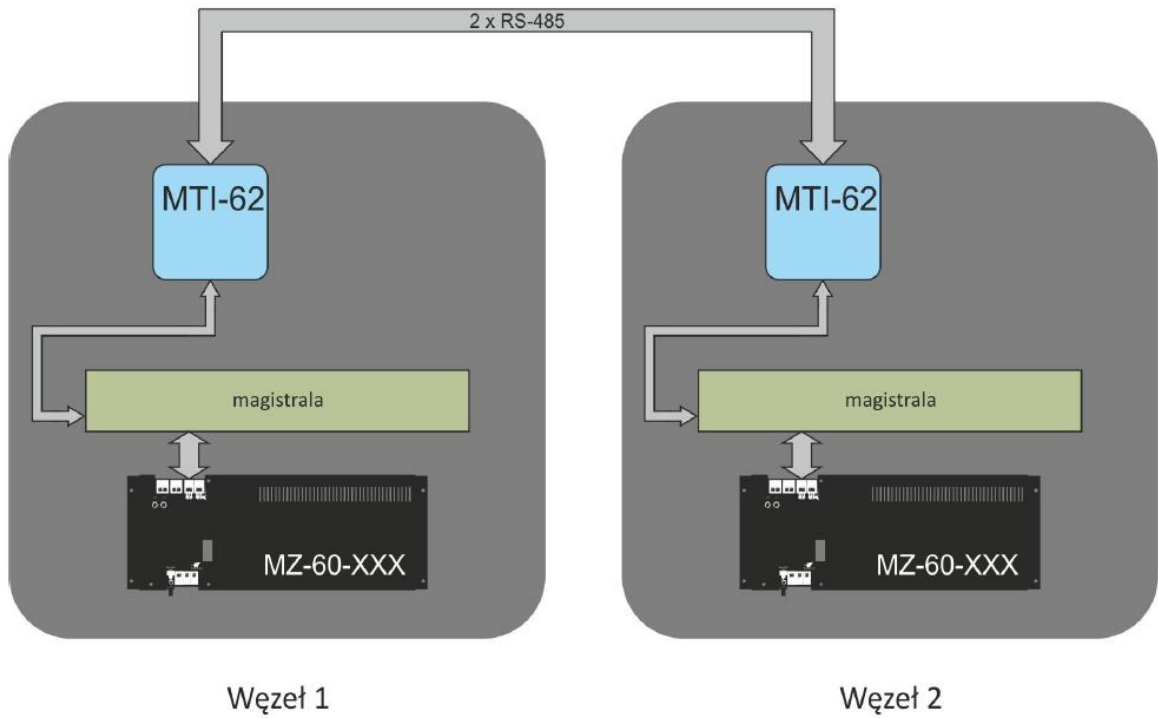 2 x RS-485
MTI-62
MTI-62
magistrala
magistrala
MZ-60-XXX
MZ-60-XXX
Węzeł 1
Węzeł 2